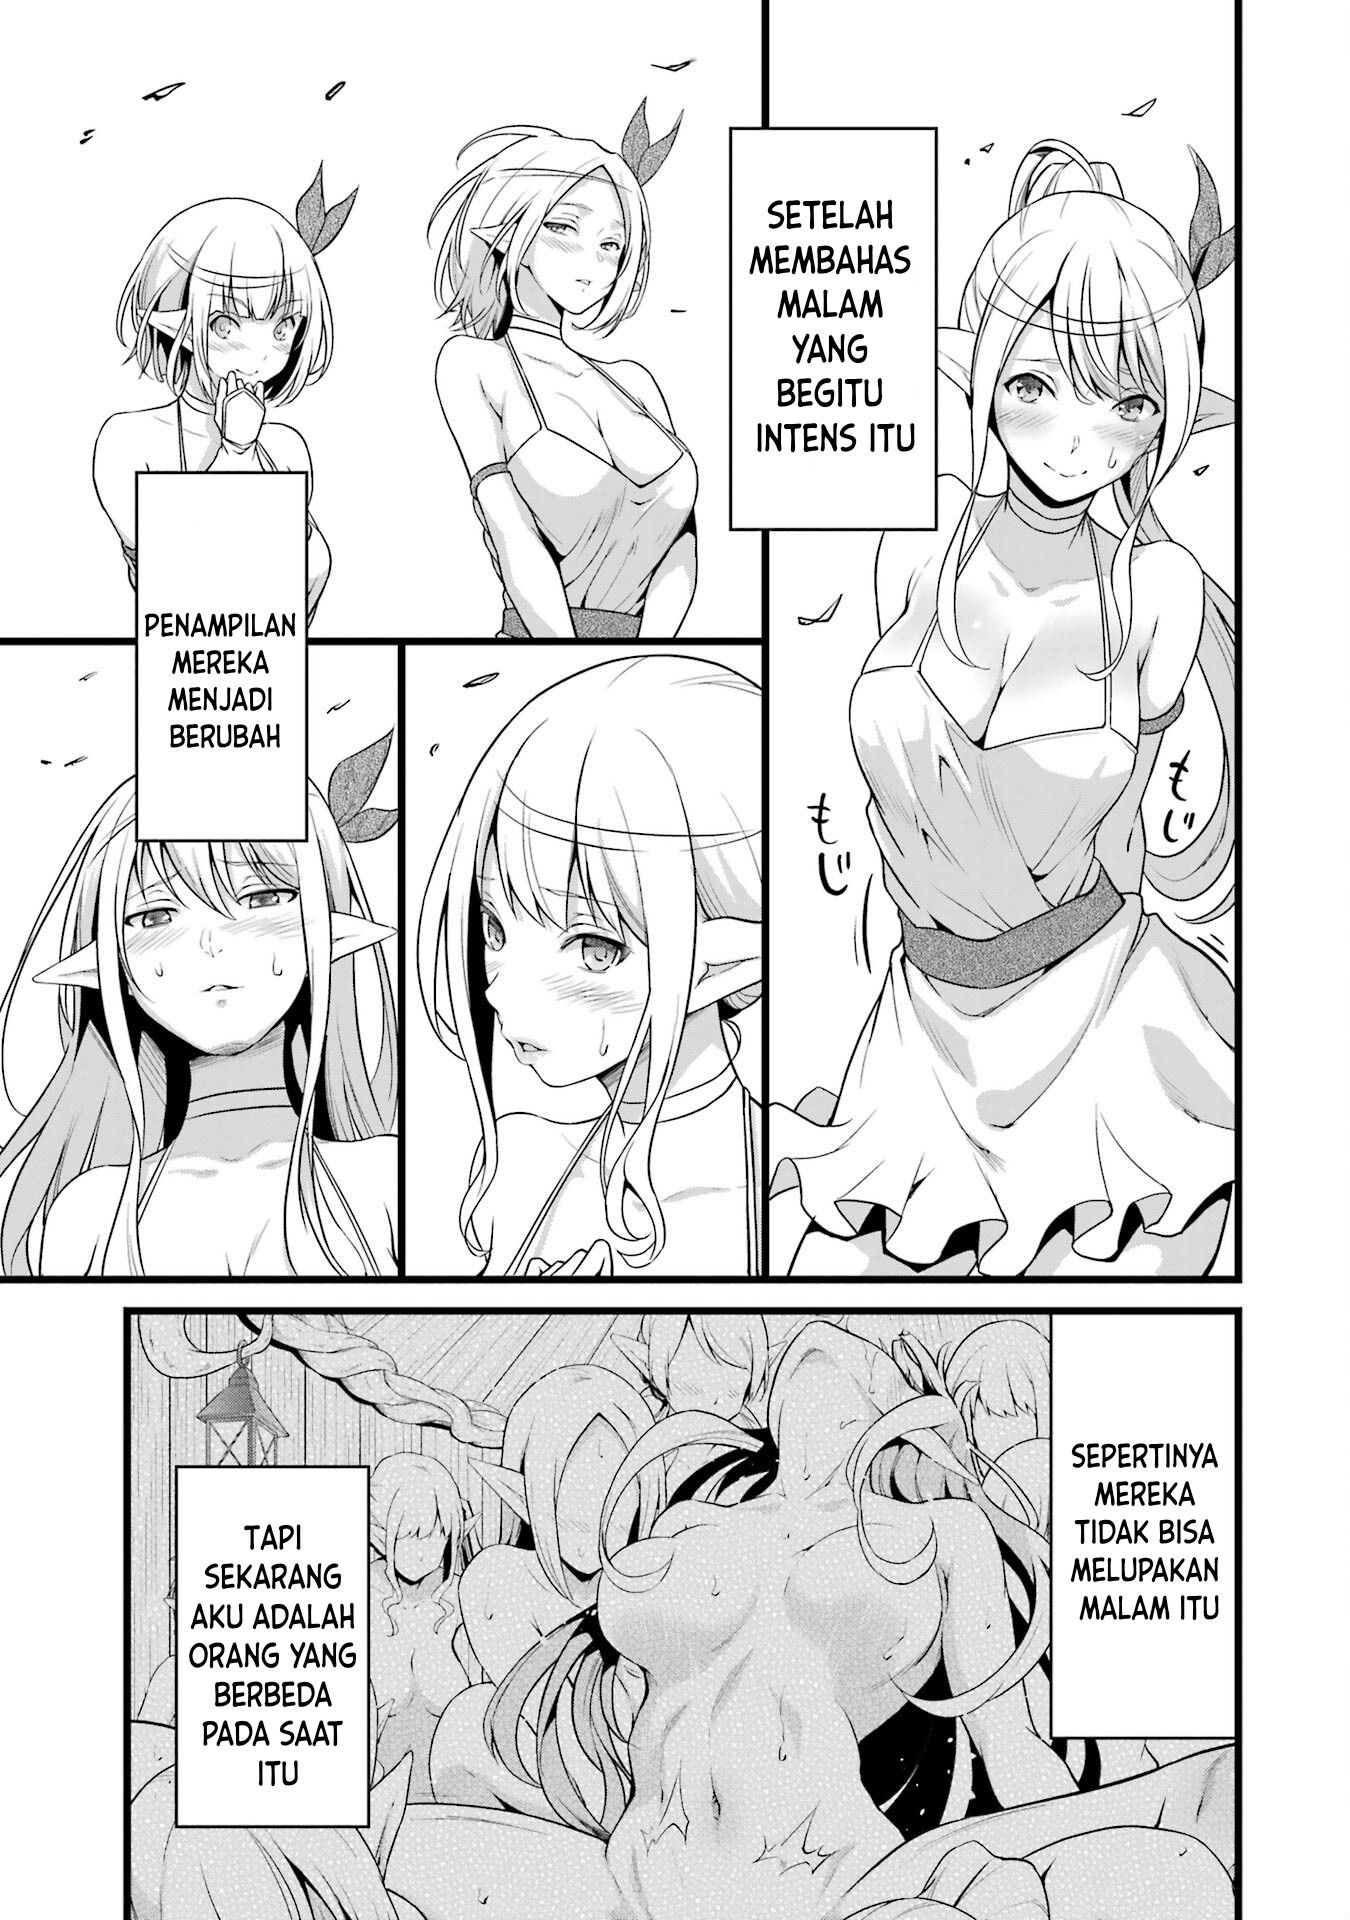 SETELAH
MEMBAHAS
MALAM
YANG
BEGITU
INTENS ITU
PENAMPILAN
MEREKA
MENJADI
BERUBAH
もじ
もじ
SEPERTINYA
MEREKA
TIDAK BISA
MELUPAKAN
MALAM ITU
TAPI
SEKARANG
AKU ADALAH
ORANG YANG
BERBEDA
PADA SAAT
ITU